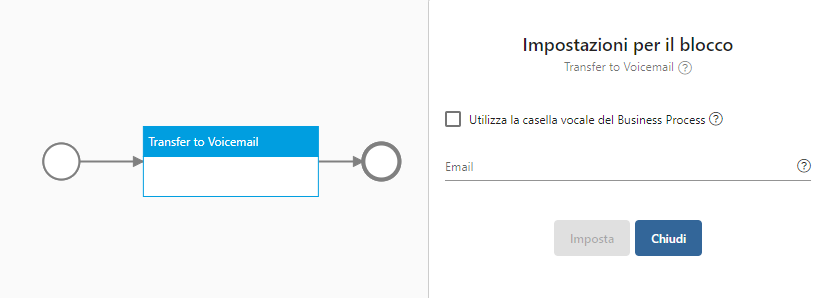 Transfer to Voicemail
Impostazioni per il blocco
Transfer to Voicemail ?
Utilizza la casella vocale del Business Process ?
Email ?
Imposta
Chiudi